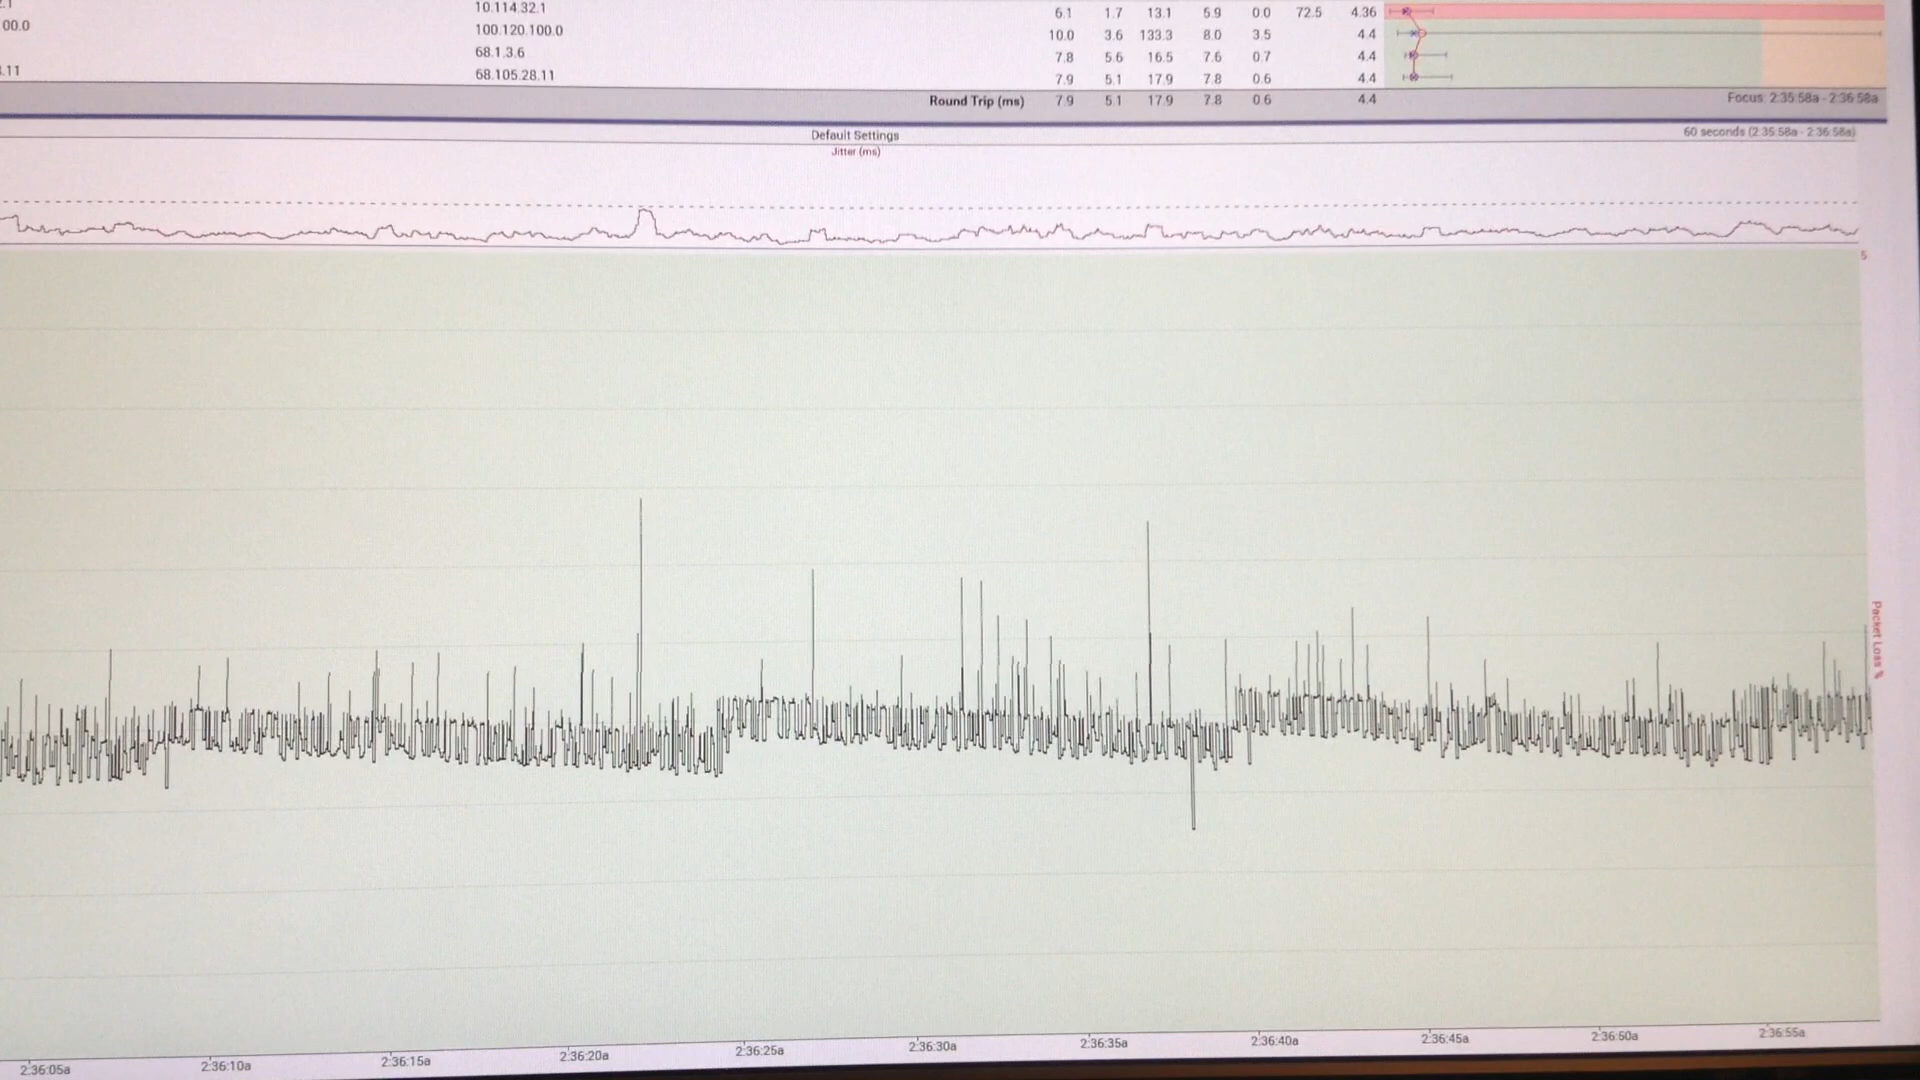 10.114.32.1 6.1 1.7 13.1 5.9 0.0 72.5 4.36
00.0 100.120.100.0 10.0 3.6 133.3 8.0 3.5 4.4
68.1.3.6 7.8 5.6 16.5 7.6 0.7 4.4
.11 68.105.28.11 7.9 5.1 17.9 7.8 0.6 4.4
Round Trip (ms) 7.9 5.1 17.9 7.8 0.6 4.4 Focus: 2:35:58a - 2:36:58a
Default Settings 60 seconds (2:35:58a - 2:36:58a)
Jitter (ms)
5
Packet Loss %
2:36:05a 2:36:10a 2:36:15a 2:36:20a 2:36:25a 2:36:30a 2:36:35a 2:36:40a 2:36:45a 2:36:50a 2:36:55a